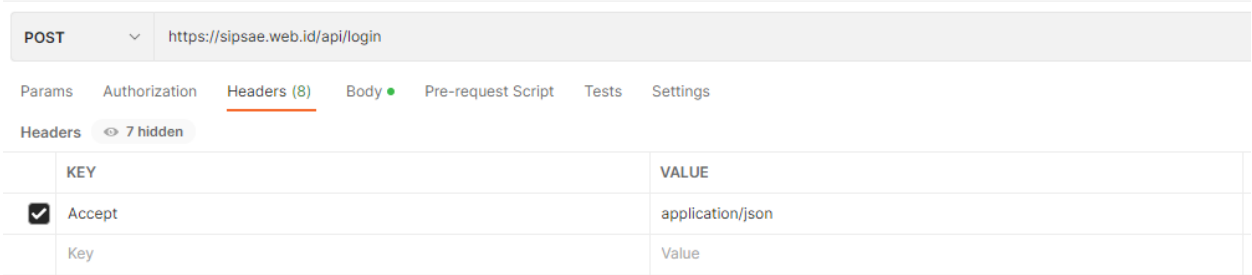 POST https://sipsae.web.id/api/login
Params Authorization Headers (8) Body Pre-request Script Tests Settings
Headers 7 hidden
KEY VALUE
Accept application/json
Key Value